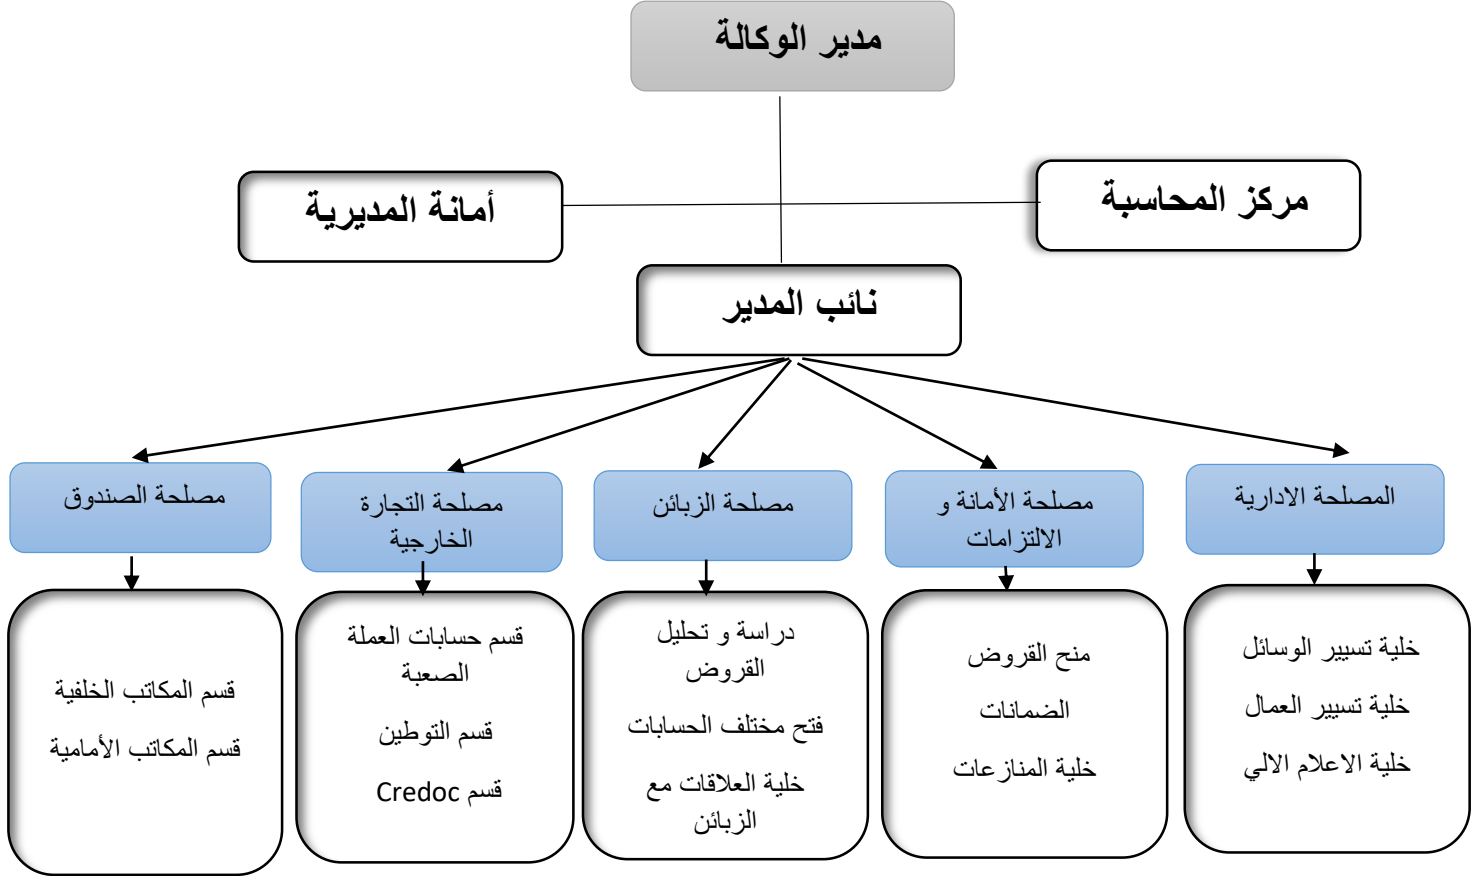 مدير الوكالة
مركز المحاسبة
أمانة المديرية
نائب المدير
المصلحة الادارية
مصلحة الأمانة و
الالتزامات
مصلحة الزبائن
مصلحة التجارة
الخارجية
مصلحة الصندوق
خلية تسيير الوسائل
خلية تسيير العمال
خلية الاعلام الالي
منح القروض
الضمانات
خلية المنازعات
دراسة و تحليل
القروض
فتح مختلف الحسابات
خلية العلاقات مع
الزبائن
قسم حسابات العملة
الصعبة
قسم التوطين
قسم Credoc
قسم المكاتب الخلفية
قسم المكاتب الأمامية